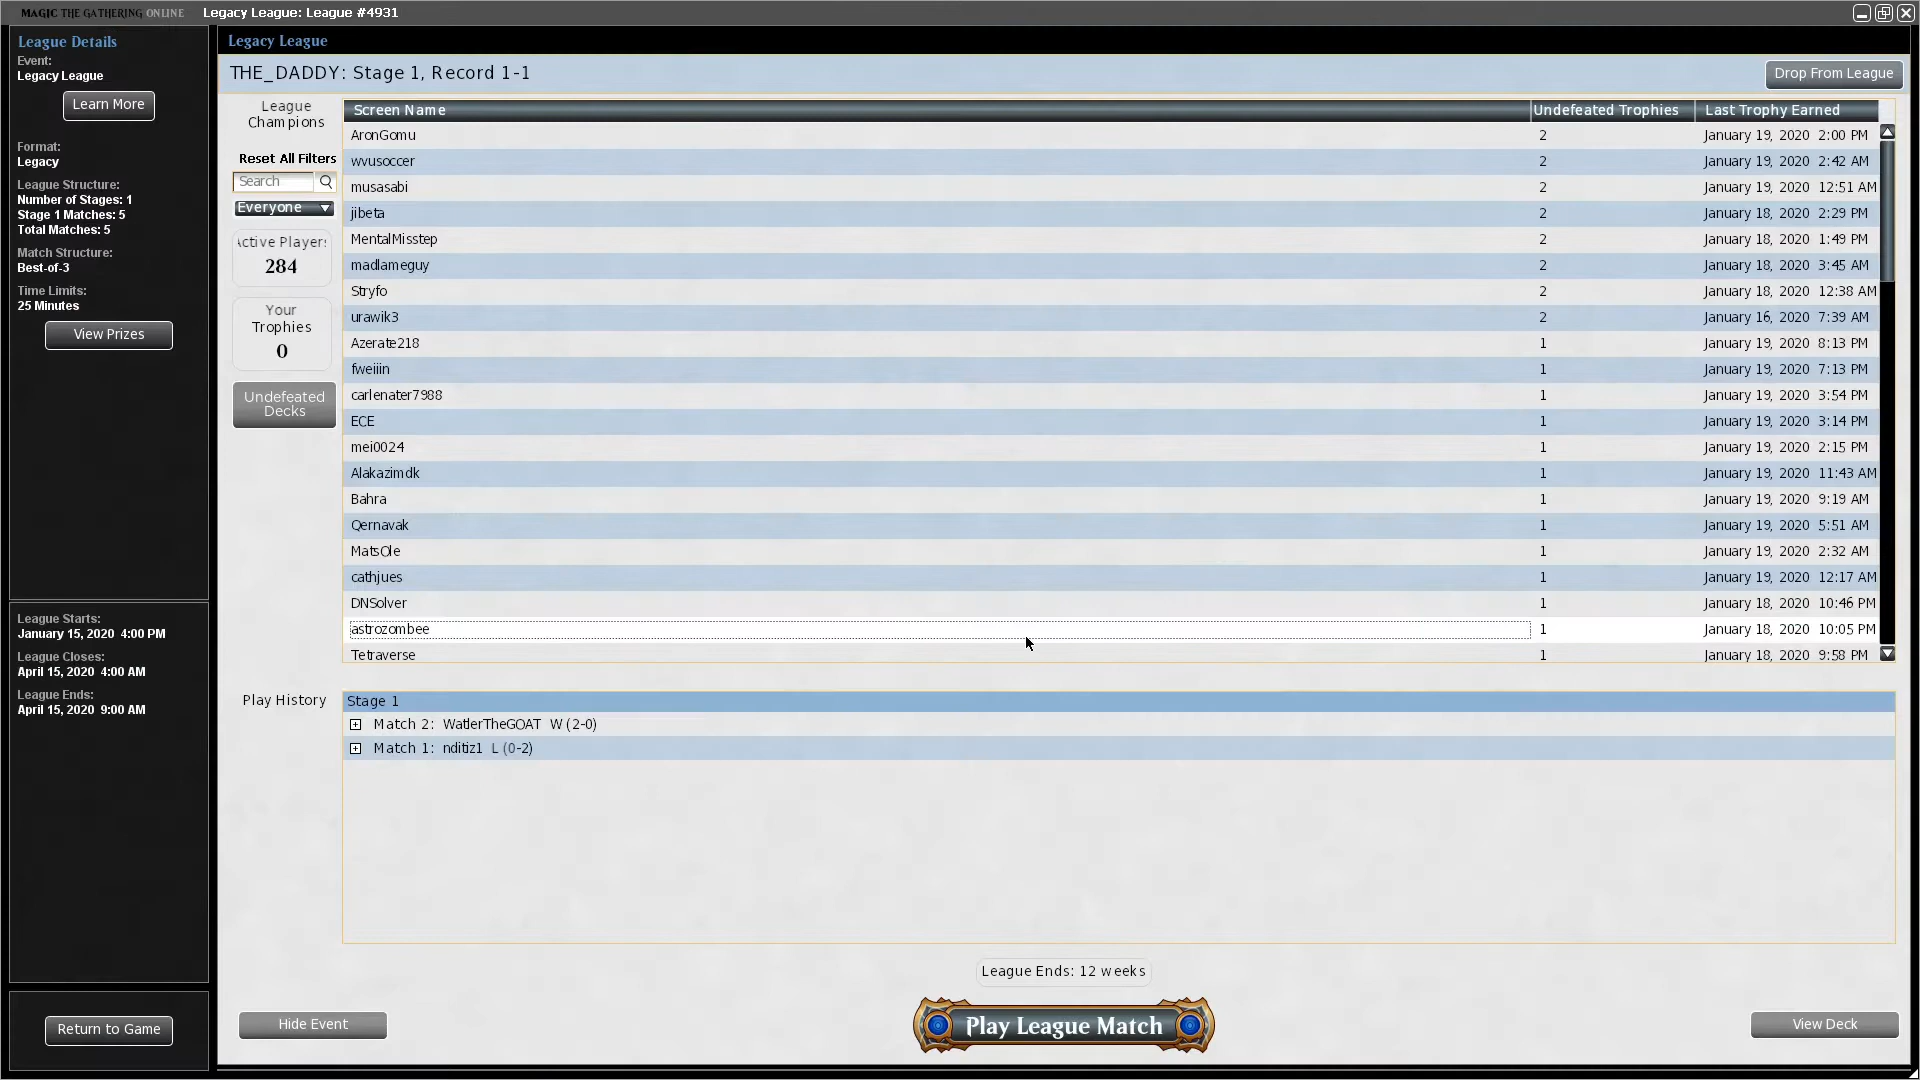 MAGIC THE GATHERING ONLINE Legacy League: League #4931
League Details
Event:
Legacy League
Learn More
Format:
Legacy
League Structure:
Number of Stages: 1
Stage 1 Matches: 5
Total Matches: 5
Match Structure:
Best-of-3
Time Limits:
25 Minutes
View Prizes
League Starts:
January 15, 2020 4:00 PM
League Closes:
April 15, 2020 4:00 AM
League Ends:
April 15, 2020 9:00 AM
Return to Game
Legacy League
THE_DADDY: Stage 1, Record 1-1
Drop From League
League
Champions
Reset All Filters
Search
Everyone
Active Players
284
Your
Trophies
0
Undefeated
Decks
Screen Name Undefeated Trophies Last Trophy Earned
AronGomu 2 January 19, 2020 2:00 PM
wvusoccer 2 January 19, 2020 2:42 AM
musasabi 2 January 19, 2020 12:51 AM
jibeta 2 January 18, 2020 2:29 PM
MentalMisstep 2 January 18, 2020 1:49 PM
madlameguy 2 January 18, 2020 3:45 AM
Stryfo 2 January 18, 2020 12:38 AM
urawik3 2 January 16, 2020 7:39 AM
Azerate218 1 January 19, 2020 8:13 PM
fweiiin 1 January 19, 2020 7:13 PM
carlenater7988 1 January 19, 2020 3:54 PM
ECE 1 January 19, 2020 3:14 PM
mei0024 1 January 19, 2020 2:15 PM
Alakazimdk 1 January 19, 2020 11:43 AM
Bahra 1 January 19, 2020 9:19 AM
Qernavak 1 January 19, 2020 5:51 AM
MatsOle 1 January 19, 2020 2:32 AM
cathjues 1 January 19, 2020 12:17 AM
DNSolver 1 January 18, 2020 10:46 PM
astrozombee 1 January 18, 2020 10:05 PM
Tetraverse 1 January 18, 2020 9:58 PM
Play History
Stage 1
Match 2: WatlerTheGOAT W (2-0)
Match 1: nditiz1 L (0-2)
League Ends: 12 weeks
Hide Event
Play League Match
View Deck